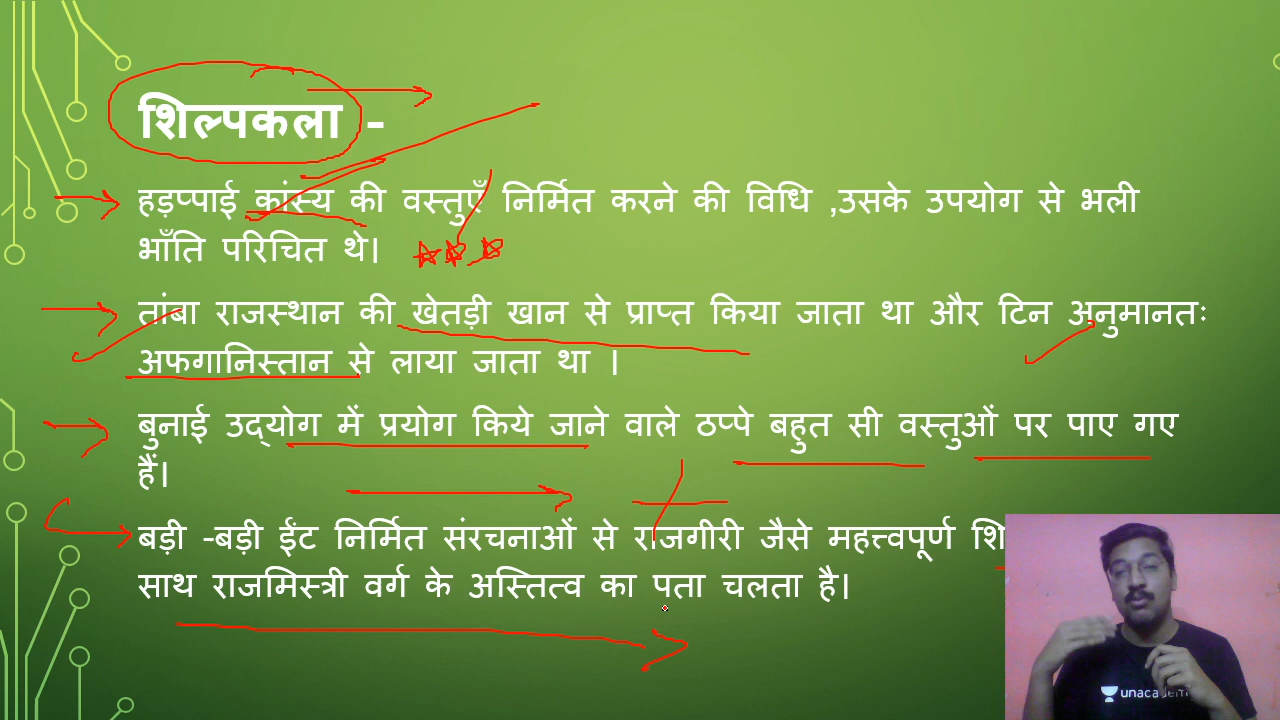 शिल्पकला -
हड़प्पाई कांस्य की वस्तुएँ निर्मित करने की विधि ,उसके उपयोग से भली
भाँति परिचित थे।
तांबा राजस्थान की खेतड़ी खान से प्राप्त किया जाता था और टिन अनुमानतः
अफगानिस्तान से लाया जाता था ।
बुनाई उद्योग में प्रयोग किये जाने वाले ठप्पे बहुत सी वस्तुओं पर पाए गए
हैं।
बड़ी -बड़ी ईंट निर्मित संरचनाओं से राजगीरी जैसे महत्त्वपूर्ण
साथ राजमिस्त्री वर्ग के अस्तित्व का पता चलता है।
unacademy